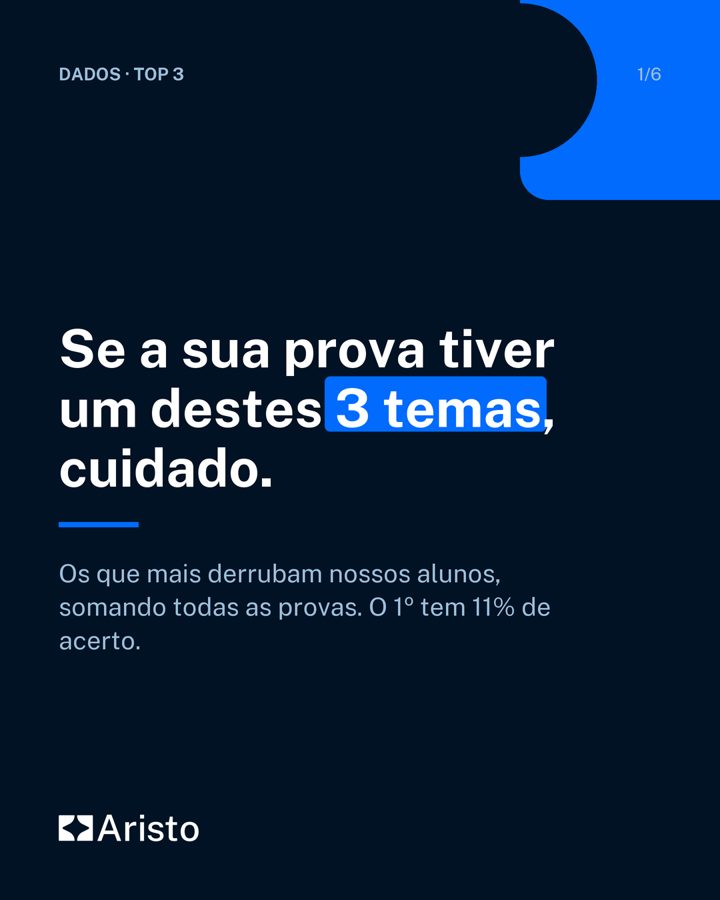 DADOS · TOP 3
1/6
Se a sua prova tiver
um destes 3 temas,
cuidado.
Os que mais derrubam nossos alunos,
somando todas as provas. O 1º tem 11% de
acerto.
Aristo